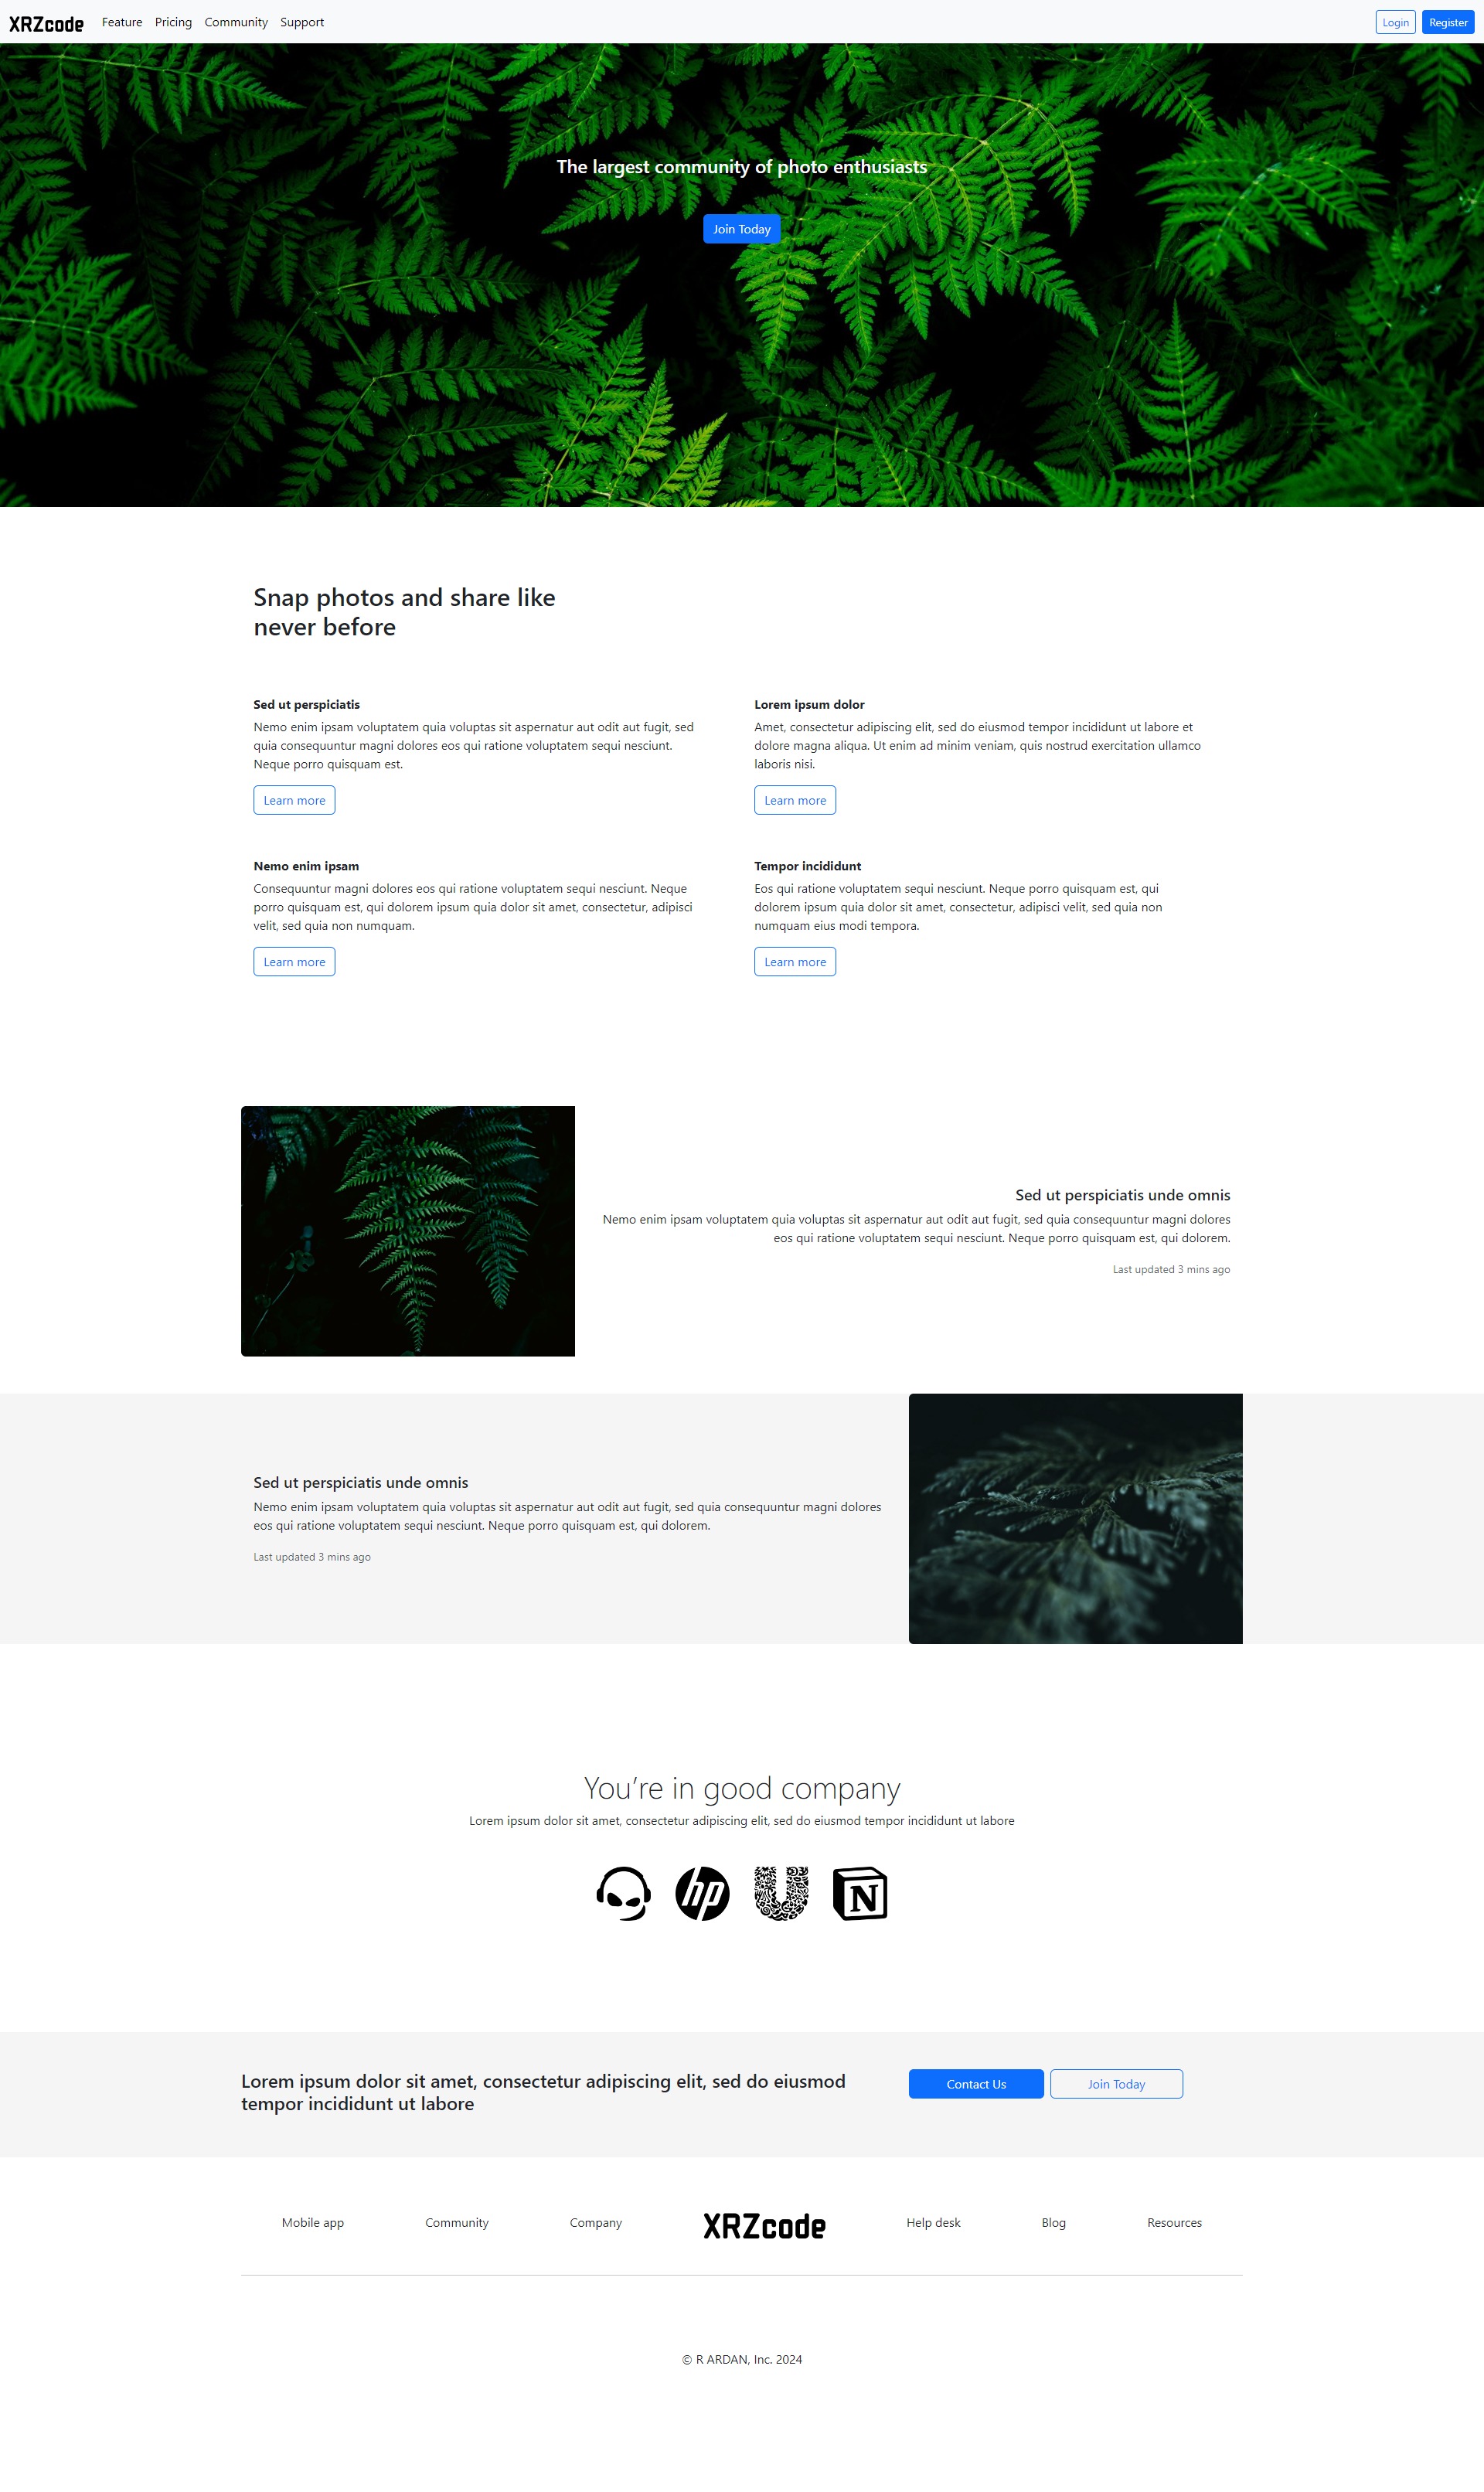 XRZcode Feature Pricing Community Support Login Register
The largest community of photo enthusiasts
Join Today
Snap photos and share like
never before
Sed ut perspiciatis
Nemo enim ipsam voluptatem quia voluptas sit aspernatur aut odit aut fugit, sed
quia consequuntur magni dolores eos qui ratione voluptatem sequi nesciunt.
Neque porro quisquam est.
Learn more
Lorem ipsum dolor
Amet, consectetur adipiscing elit, sed do eiusmod tempor incididunt ut labore et
dolore magna aliqua. Ut enim ad minim veniam, quis nostrud exercitation ullamco
laboris nisi.
Learn more
Nemo enim ipsam
Consequuntur magni dolores eos qui ratione voluptatem sequi nesciunt. Neque
porro quisquam est, qui dolorem ipsum quia dolor sit amet, consectetur, adipisci
velit, sed quia non numquam.
Learn more
Tempor incididunt
Eos qui ratione voluptatem sequi nesciunt. Neque porro quisquam est, qui
dolorem ipsum quia dolor sit amet, consectetur, adipisci velit, sed quia non
numquam eius modi tempora.
Learn more
Sed ut perspiciatis unde omnis
Nemo enim ipsam voluptatem quia voluptas sit aspernatur aut odit aut fugit, sed quia consequuntur magni dolores
eos qui ratione voluptatem sequi nesciunt. Neque porro quisquam est, qui dolorem.
Last updated 3 mins ago
Sed ut perspiciatis unde omnis
Nemo enim ipsam voluptatem quia voluptas sit aspernatur aut odit aut fugit, sed quia consequuntur magni dolores
eos qui ratione voluptatem sequi nesciunt. Neque porro quisquam est, qui dolorem.
Last updated 3 mins ago
You’re in good company
Lorem ipsum dolor sit amet, consectetur adipiscing elit, sed do eiusmod tempor incididunt ut labore
hp U N
Lorem ipsum dolor sit amet, consectetur adipiscing elit, sed do eiusmod
tempor incididunt ut labore
Contact Us Join Today
Mobile app Community Company XRZcode Help desk Blog Resources
© R ARDAN, Inc. 2024